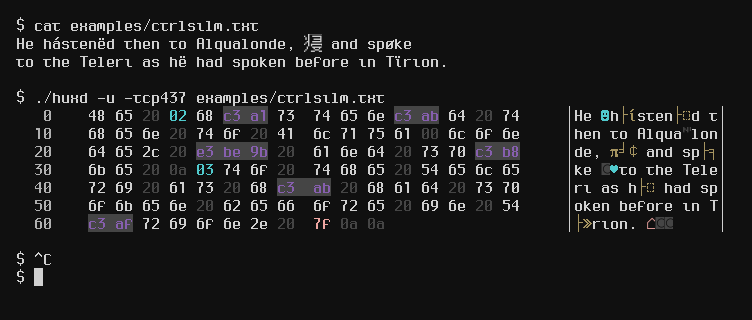 $ cat examples/ctrlsilm.txt
He hástenëd then to Alqualonde, 㾛 and spøke
to the Teleri as hë had spoken before in Tïrion.
$ ./huxd -u -tcp437 examples/ctrlsilm.txt
0 48 65 20 02 68 c3 a1 73 74 65 6e c3 ab 64 20 74 │He ☻h├ísten├½d t│
10 68 65 6e 20 74 6f 20 41 6c 71 75 61 00 6c 6f 6e │hen to Alqua␀lon│
20 64 65 2c 20 e3 be 9b 20 61 6e 64 20 73 70 c3 b8 │de, π╛¢ and sp├╕│
30 6b 65 20 0a 03 74 6f 20 74 68 65 20 54 65 6c 65 │ke ◙♥to the Tele│
40 72 69 20 61 73 20 68 c3 ab 20 68 61 64 20 73 70 │ri as h├½ had sp│
50 6f 6b 65 6e 20 62 65 66 6f 72 65 20 69 6e 20 54 │oken before in T│
60 c3 af 72 69 6f 6e 2e 20 7f 0a 0a │├»rion. ⌂◙◙│
$ ^C
$